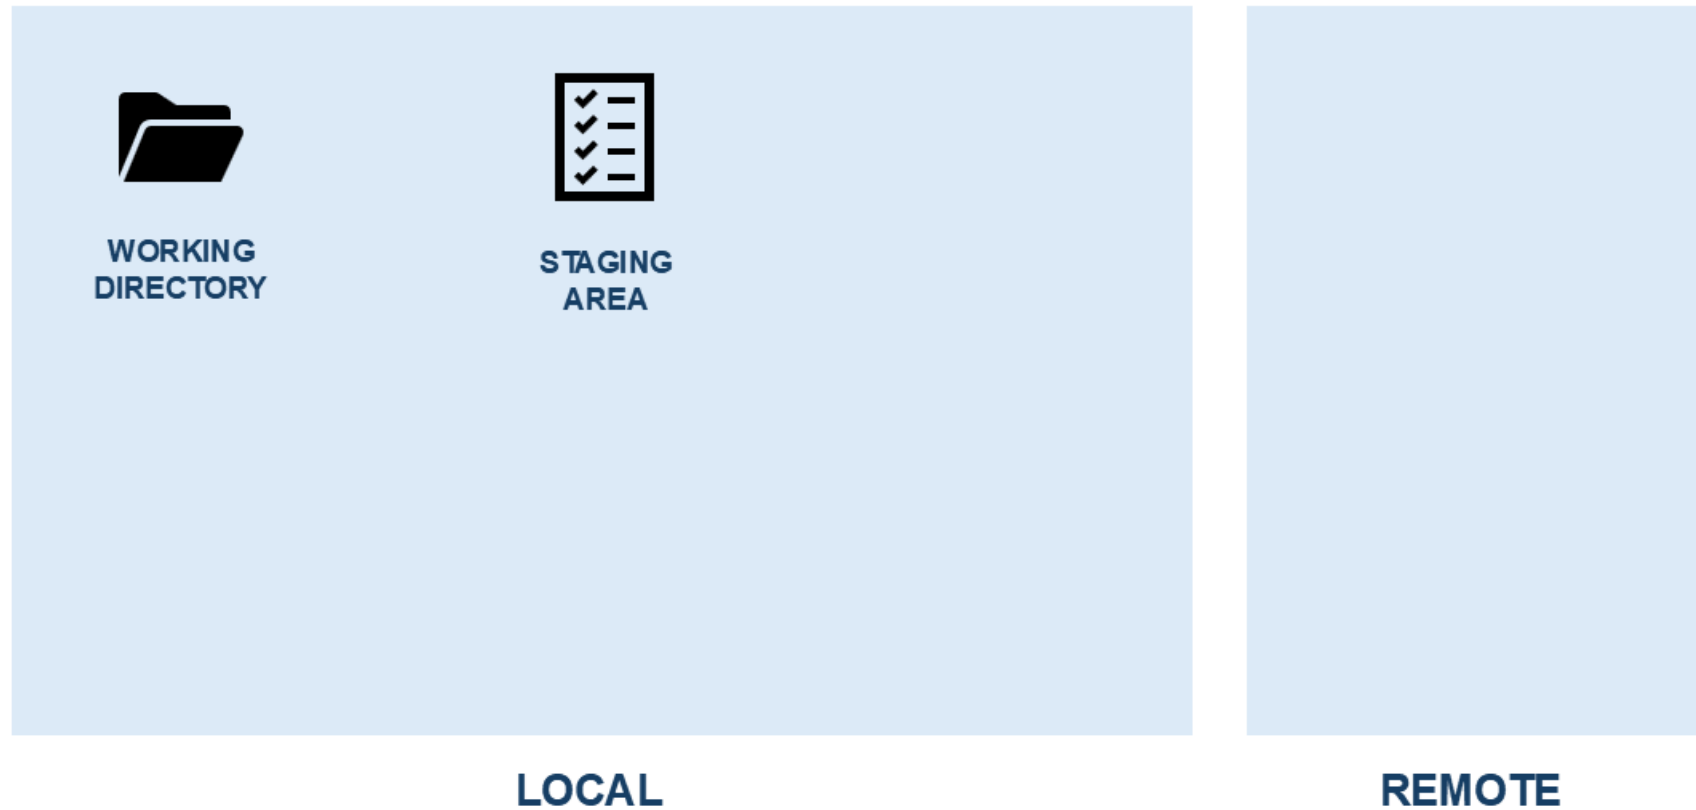 WORKING
DIRECTORY
STAGING
AREA
LOCAL
REMOTE